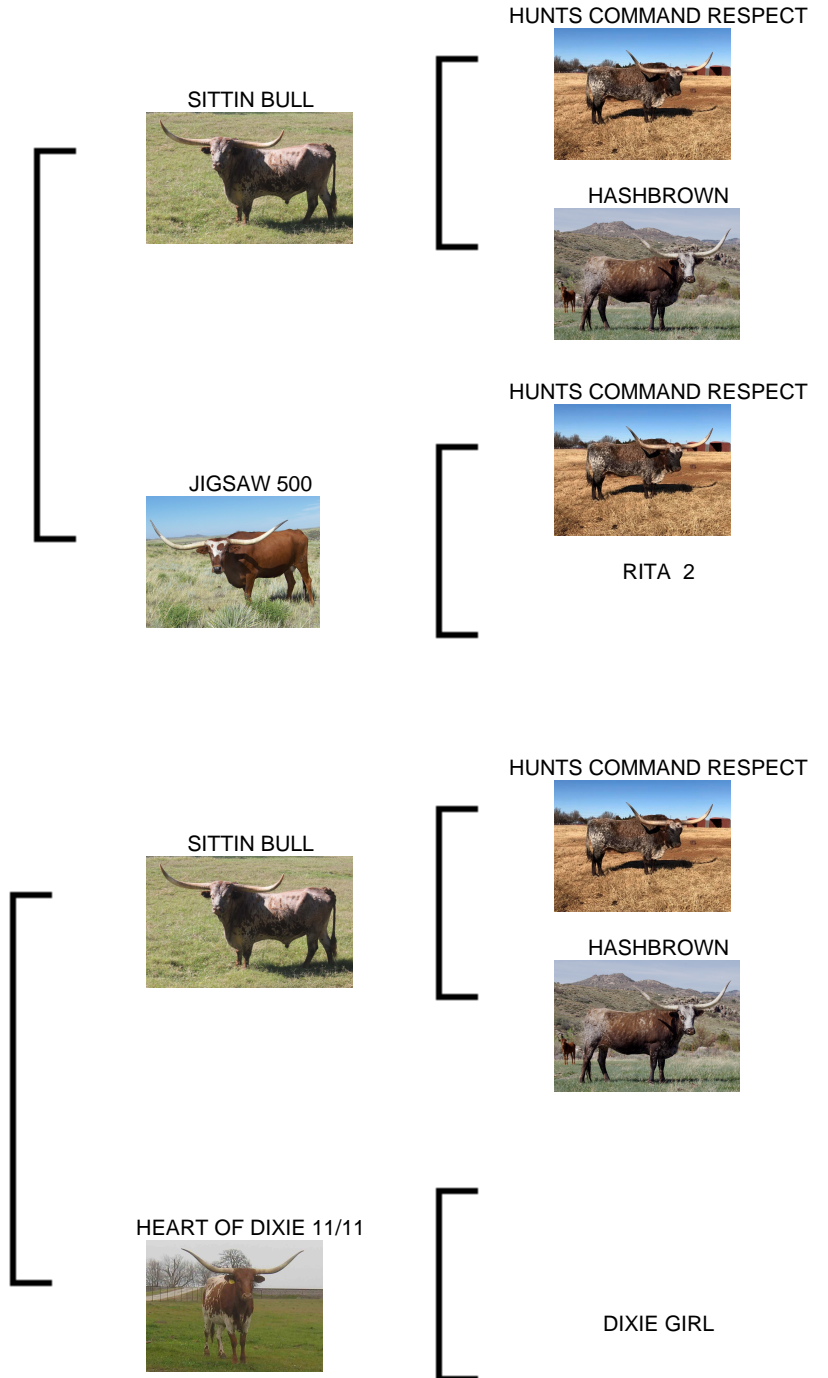 HUNTS COMMAND RESPECT
SITTIN BULL
HASHBROWN
HUNTS COMMAND RESPECT
JIGSAW 500
RITA  2
HUNTS COMMAND RESPECT
SITTIN BULL
HASHBROWN
HEART OF DIXIE 11/11
DIXIE GIRL